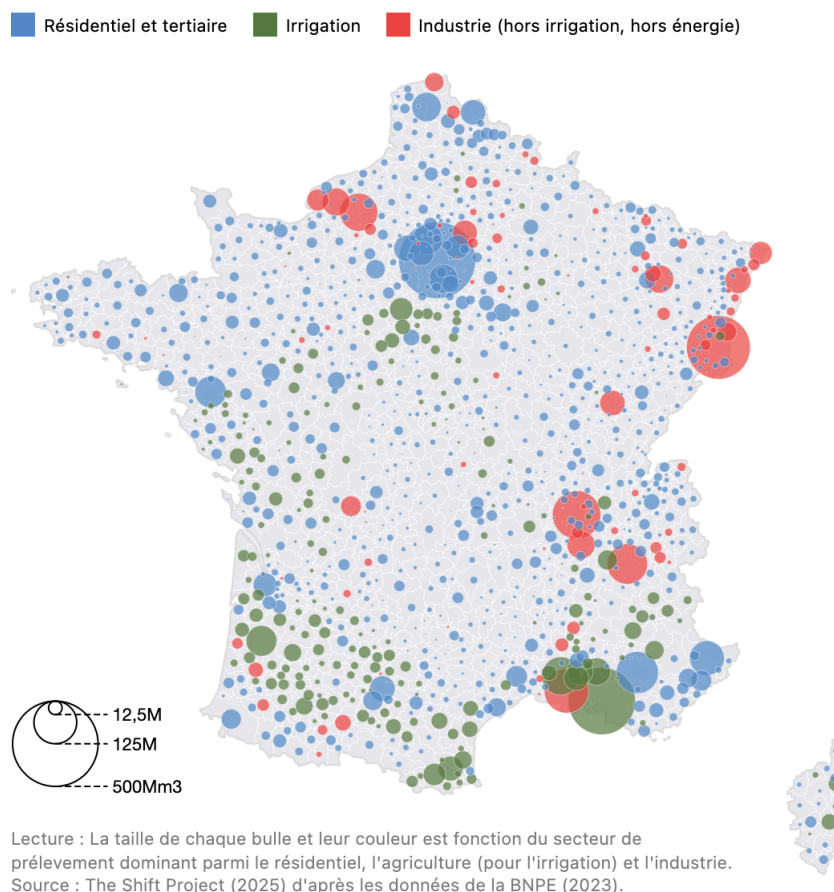 Résidentiel et tertiaire Irrigation Industrie (hors irrigation, hors énergie)
12,5M
125M
500Mm3
Lecture : La taille de chaque bulle et leur couleur est fonction du secteur de
prélevement dominant parmi le résidentiel, l'agriculture (pour l'irrigation) et l'industrie.
Source : The Shift Project (2025) d'après les données de la BNPE (2023).